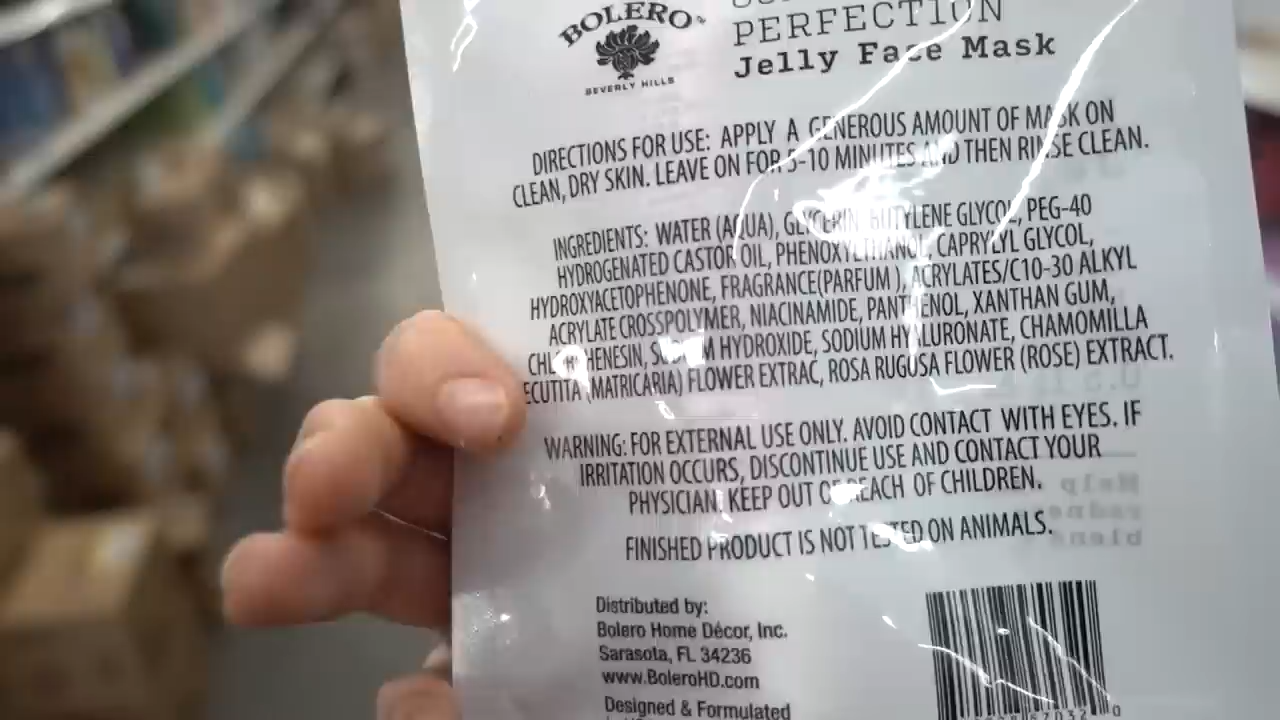 BOLERO
BEVERLY HILLS
PERFECTION
Jelly Face Mask
DIRECTIONS FOR USE: APPLY A GENEROUS AMOUNT OF MASK ON
CLEAN, DRY SKIN. LEAVE ON FOR 5-10 MINUTES AND THEN RINSE CLEAN.
INGREDIENTS: WATER (AQUA), GLYCERIN, BUTYLENE GLYCOL, PEG-40
HYDROGENATED CASTOR OIL, PHENOXYETHANOL, CAPRYLYL GLYCOL,
HYDROXYACETOPHENONE, FRAGRANCE(PARFUM ), ACRYLATES/C10-30 ALKYL
ACRYLATE CROSSPOLYMER, NIACINAMIDE, PANTHENOL, XANTHAN GUM,
HYDROXIDE, SODIUM HYALURONATE, CHAMOMILLA
ECUTITA (MATRICARIA) FLOWER EXTRAC, ROSA RUGUSA FLOWER (ROSE) EXTRACT.
WARNING: FOR EXTERNAL USE ONLY. AVOID CONTACT WITH EYES. IF
IRRITATION OCCURS, DISCONTINUE USE AND CONTACT YOUR
PHYSICIAN. KEEP OUT OF REACH OF CHILDREN.
FINISHED PRODUCT IS NOT TESTED ON ANIMALS.
Distributed by:
Bolero Home Décor, Inc.
Sarasota, FL 34236
www.BoleroHD.com
Designed & Formulated